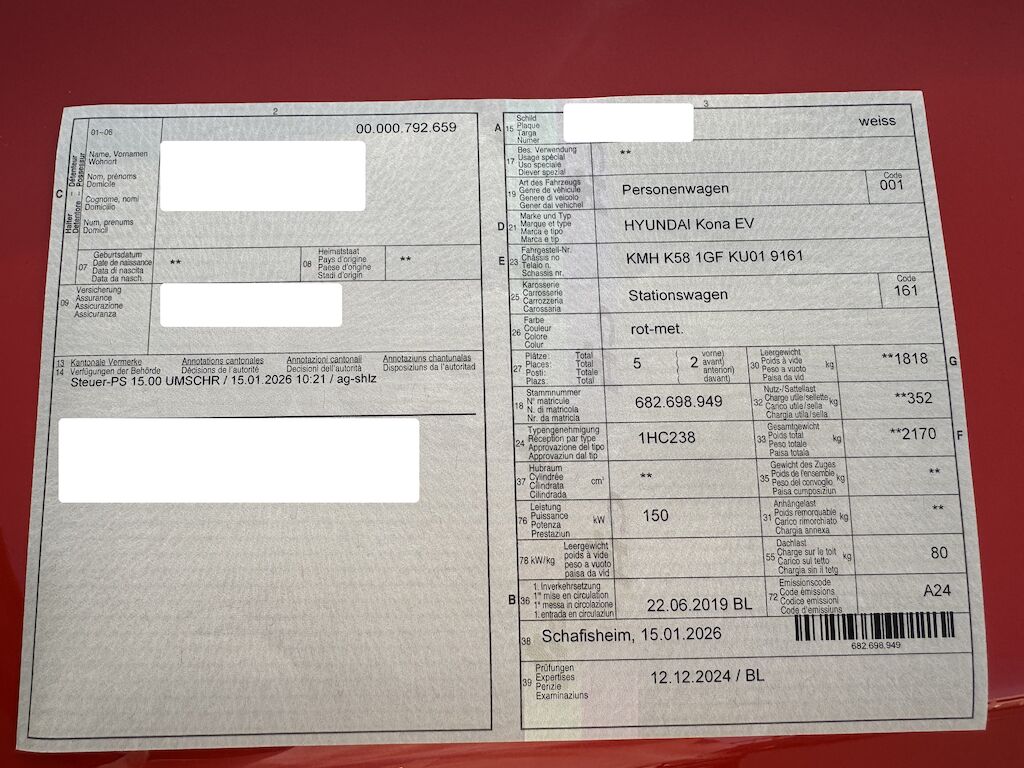 2
01–06
00.000.792.659
C
Halter – Détenteur
Detentore – Possessur
Name, Vornamen
Wohnort
Nom, prénoms
Domicile
Cognome, nomi
Domicilio
Num, prenums
Domicil
07
Geburtsdatum
Date de naissance
Data di nascita
Data da nasch.
**
08
Heimatstaat
Pays d'origine
Paese d'origine
Stadi d'origin
**
09
Versicherung
Assurance
Assicurazione
Assicuranza
13 Kantonale Vermerke Annotations cantonales Annotazioni cantonali Annotaziuns chantunalas
14 Verfügungen der Behörde Décisions de l'autorité Decisioni dell'autorità Disposiziuns da l'autoritad
Steuer-PS 15.00 UMSCHR / 15.01.2026 10:21 / ag-shlz
3
A 15
Schild
Plaque
Targa
Numer
weiss
17
Bes. Verwendung
Usage spécial
Uso speciale
Diever spezial
**
19
Art des Fahrzeugs
Genre de véhicule
Genere di veicolo
Gener dal vehichel
Personenwagen
Code
001
D 21
Marke und Typ
Marque et type
Marca e tipo
Marca e tip
HYUNDAI Kona EV
E 23
Fahrgestell-Nr.
Châssis no
Telaio n.
Schassis nr.
KMH K58 1GF KU01 9161
25
Karosserie
Carrosserie
Carrozzeria
Carossaria
Stationswagen
Code
161
26
Farbe
Couleur
Colore
Colur
rot-met.
27
Plätze: Total
Places: Total
Posti: Totale
Plazs: Total
5 ( 2
vorne)
avant)
anteriori)
davant)
30
Leergewicht
Poids à vide
Peso a vuoto
Paisa da vid
kg
**1818
G
18
Stammnummer
N° matricule
N. di matricola
Nr. da matricla
682.698.949
32
Nutz-/Sattellast
Charge utile/sellette
Carico utile/sella
Chargia utila/sella
kg
**352
24
Typengenehmigung
Réception par type
Approvazione del tipo
Approvaziun dal tip
1HC238
33
Gesamtgewicht
Poids total
Peso totale
Paisa totala
kg
**2170
F
37
Hubraum
Cylindrée
Cilindrata
Cilindrada
cm³
**
35
Gewicht des Zuges
Poids de l'ensemble
Peso del convoglio
Paisa cumposiziun
kg
**
76
Leistung
Puissance
Potenza
Prestaziun
kW
150
31
Anhängelast
Poids remorquable
Carico rimorchiato
Chargia annexa
kg
**
78 kW/kg
Leergewicht
poids à vide
peso a vuoto
paisa da vid
55
Dachlast
Charge sur le toit
Carico sul tetto
Chargia sin il tetg
kg
80
B 36
1. Inverkehrsetzung
1re mise en circulation
1a messa in circolazione
1. entrada en circulaziun
22.06.2019 BL
72
Emissionscode
Code émissions
Codice emissioni
Code d'emissiuns
A24
38
Schafisheim, 15.01.2026
682.698.949
39
Prüfungen
Expertises
Perizie
Examinaziuns
12.12.2024 / BL